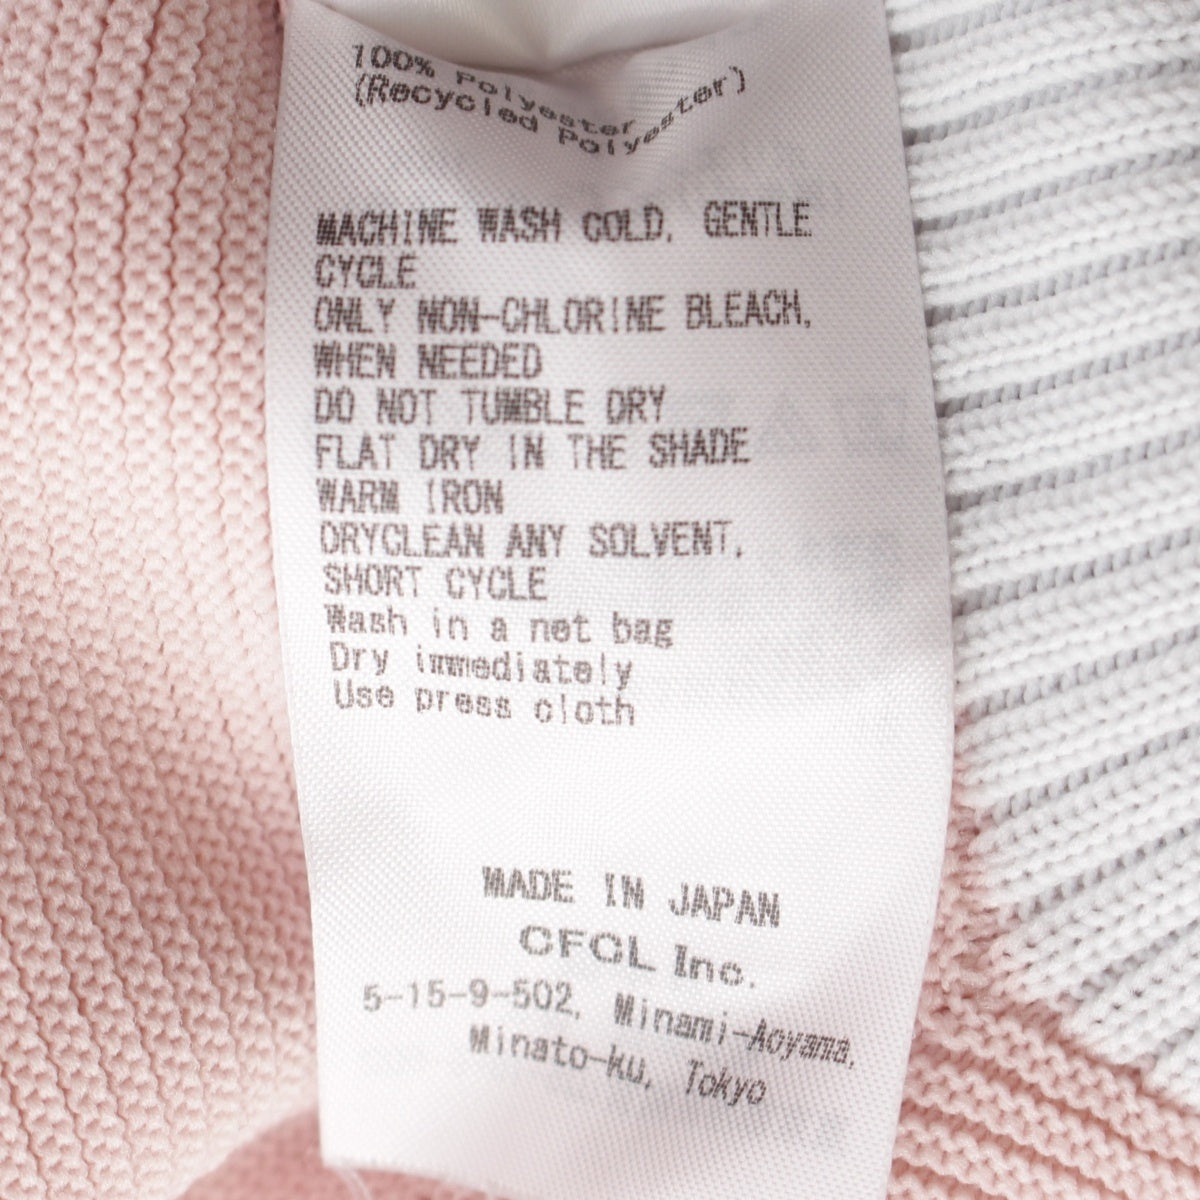 100% Polyester
(Recycled Polyester)
MACHINE WASH COLD, GENTLE
CYCLE
ONLY NON-CHLORINE BLEACH,
WHEN NEEDED
DO NOT TUMBLE DRY
FLAT DRY IN THE SHADE
WARM IRON
DRYCLEAN ANY SOLVENT,
SHORT CYCLE
Wash in a net bag
Dry immediately
Use press cloth
MADE IN JAPAN
CFCL Inc.
5-15-9-502, Minami-Aoyama,
Minato-ku, Tokyo